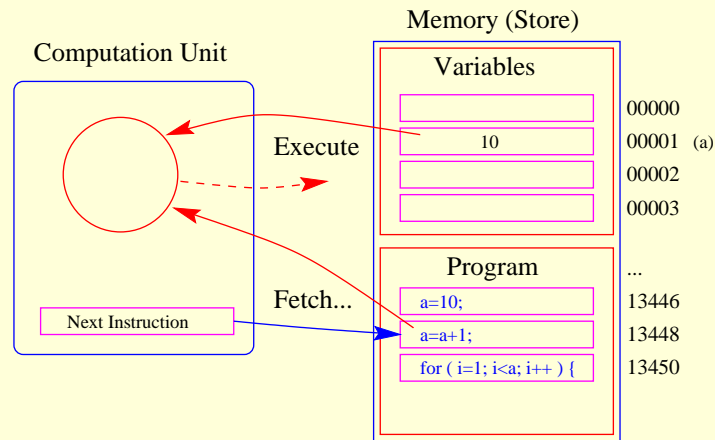 Memory (Store)
Computation Unit
Variables
00000
10
00001 (a)
Execute
00002
00003
Program
...
Fetch...
a=10;
13446
Next Instruction
a=a+1;
13448
for ( i=1; i<a; i++ ) {
13450